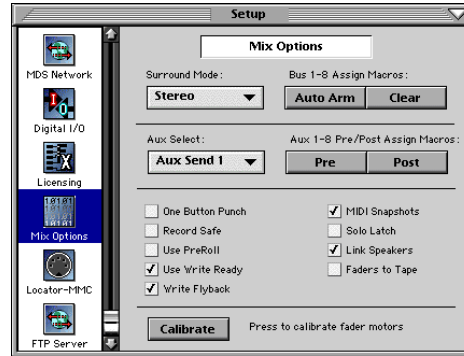 Setup
Mix Options
MDS Network
Digital I/O
Licensing
Mix Options
Locator-MMC
FTP Server
Surround Mode:
Stereo
Bus 1-8 Assign Macros:
Auto Arm
Clear
Aux Select:
Aux Send 1
Aux 1-8 Pre/Post Assign Macros:
Pre
Post
One Button Punch
Record Safe
Use PreRoll
Use Write Ready
Write Flyback
MIDI Snapshots
Solo Latch
Link Speakers
Faders to Tape
Calibrate
Press to calibrate fader motors